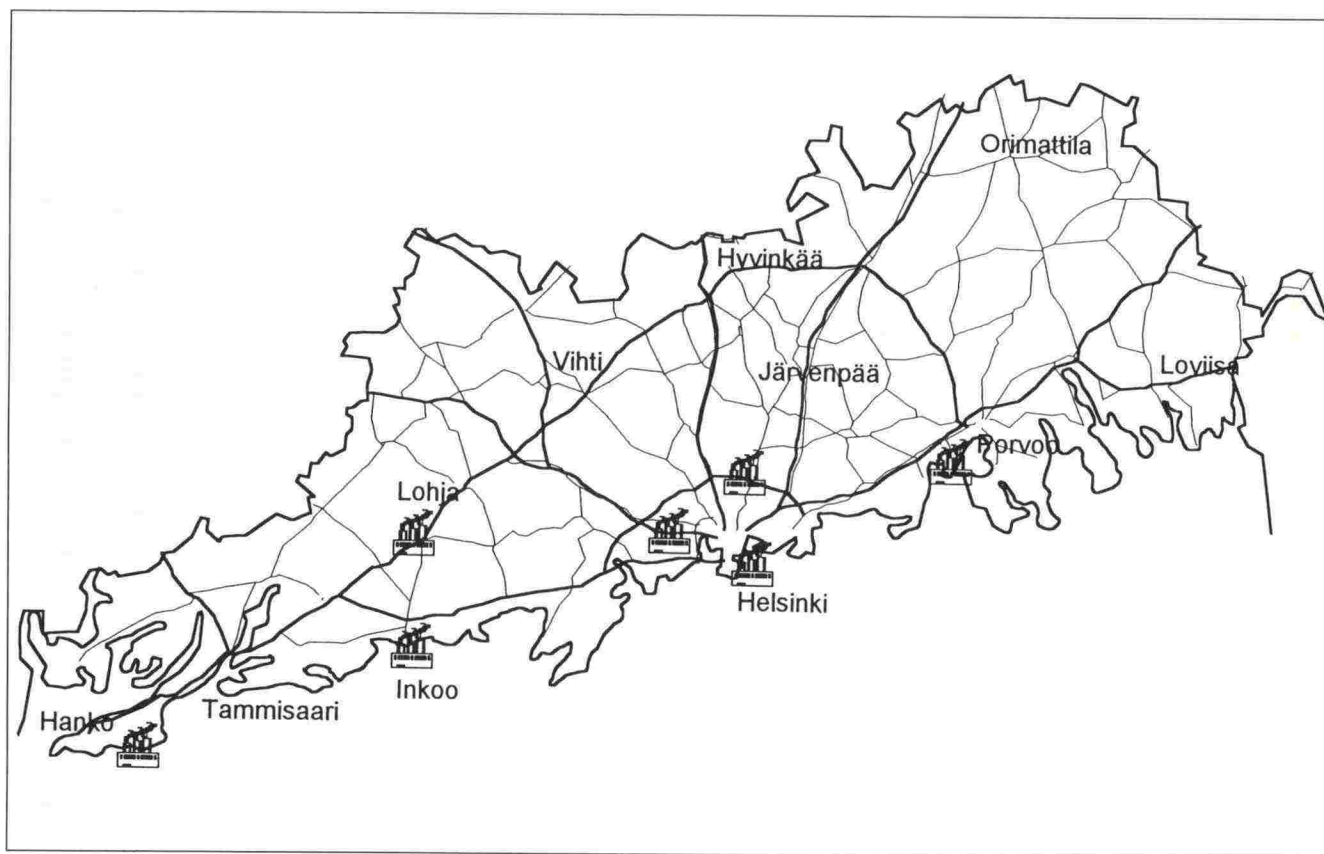 Orimattila
Hyvinkää
Vihti
Järvenpää
Loviisa
Porvoo
Lohja
Helsinki
Inkoo
Tammisaari
Hanko